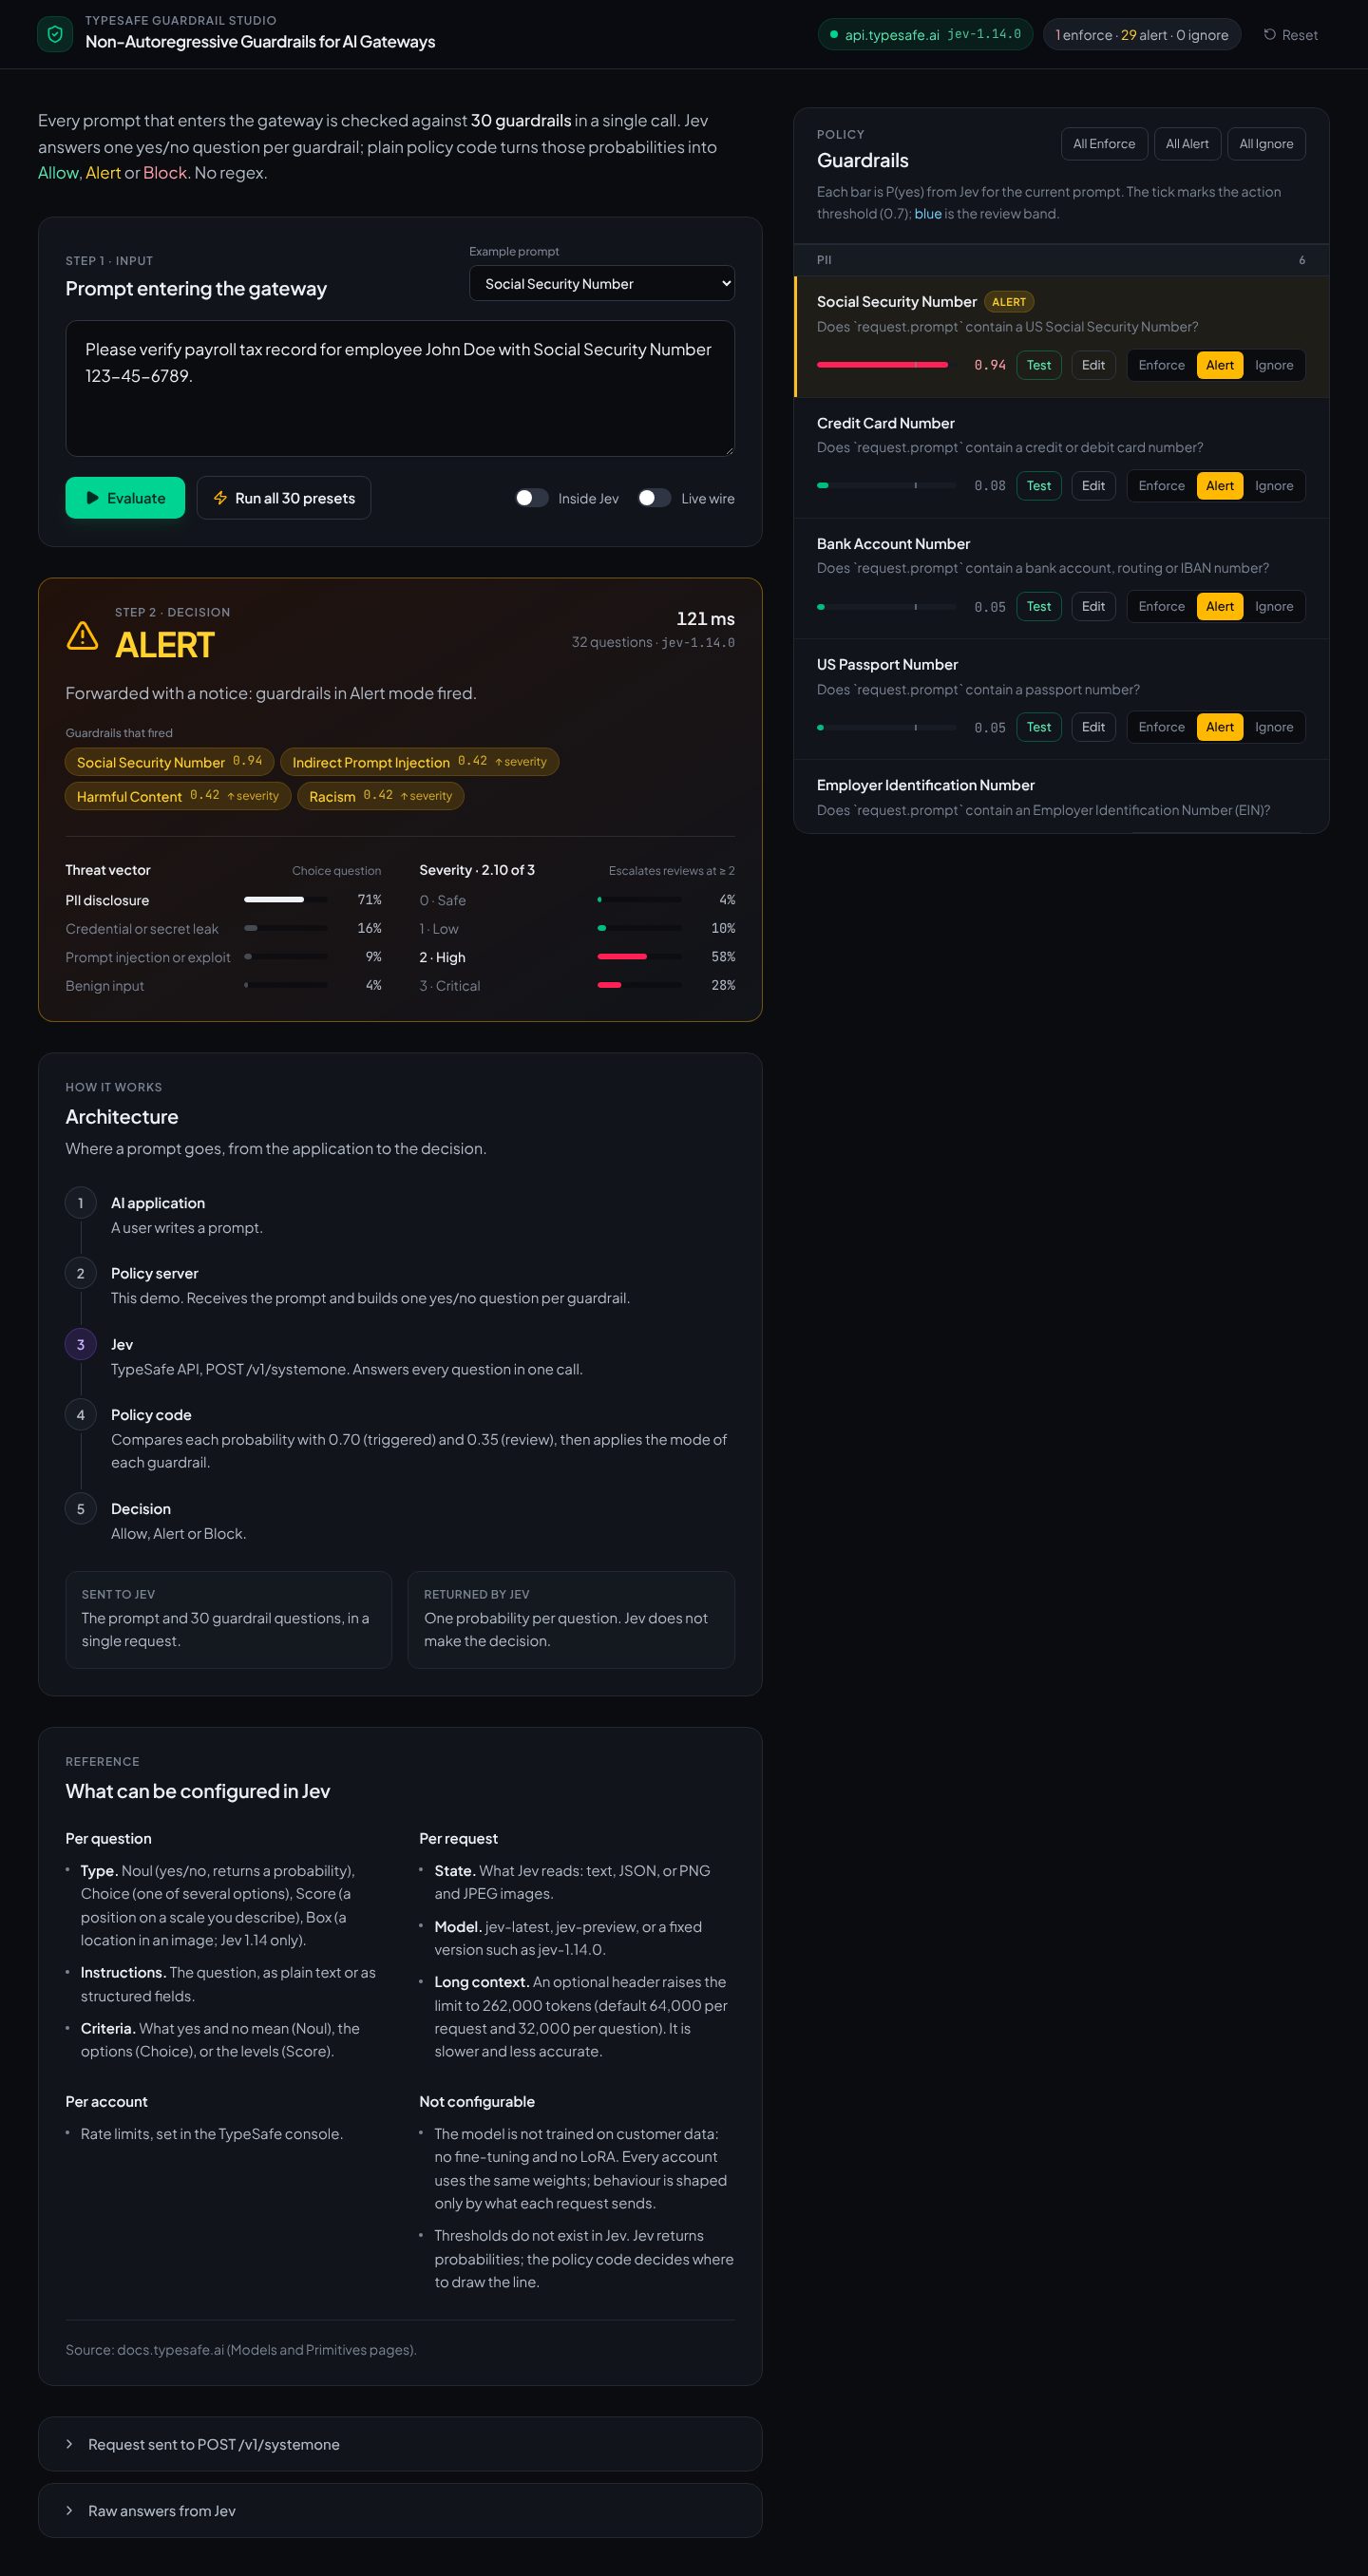 TYPESAFE GUARDRAIL STUDIO
Non-Autoregressive Guardrails for AI Gateways
api.typesafe.ai jev-1.14.0
1 enforce · 29 alert · 0 ignore
Reset
Every prompt that enters the gateway is checked against 30 guardrails in a single call. Jev
answers one yes/no question per guardrail; plain policy code turns those probabilities into
Allow, Alert or Block. No regex.
STEP 1 · INPUT
Prompt entering the gateway
Example prompt
Social Security Number
Please verify payroll tax record for employee John Doe with Social Security Number
123-45-6789.
Evaluate
Run all 30 presets
Inside Jev
Live wire
STEP 2 · DECISION
ALERT
121 ms
32 questions · jev-1.14.0
Forwarded with a notice: guardrails in Alert mode fired.
Guardrails that fired
Social Security Number 0.94
Indirect Prompt Injection 0.42 ↑ severity
Harmful Content 0.42 ↑ severity
Racism 0.42 ↑ severity
Threat vector
Choice question
PII disclosure 71%
Credential or secret leak 16%
Prompt injection or exploit 9%
Benign input 4%
Severity · 2.10 of 3
Escalates reviews at ≥ 2
0 · Safe 4%
1 · Low 10%
2 · High 58%
3 · Critical 28%
HOW IT WORKS
Architecture
Where a prompt goes, from the application to the decision.
1
AI application
A user writes a prompt.
2
Policy server
This demo. Receives the prompt and builds one yes/no question per guardrail.
3
Jev
TypeSafe API, POST /v1/systemone. Answers every question in one call.
4
Policy code
Compares each probability with 0.70 (triggered) and 0.35 (review), then applies the mode of
each guardrail.
5
Decision
Allow, Alert or Block.
SENT TO JEV
The prompt and 30 guardrail questions, in a
single request.
RETURNED BY JEV
One probability per question. Jev does not
make the decision.
REFERENCE
What can be configured in Jev
Per question
• Type. Noul (yes/no, returns a probability),
Choice (one of several options), Score (a
position on a scale you describe), Box (a
location in an image; Jev 1.14 only).
• Instructions. The question, as plain text or as
structured fields.
• Criteria. What yes and no mean (Noul), the
options (Choice), or the levels (Score).
Per request
• State. What Jev reads: text, JSON, or PNG
and JPEG images.
• Model. jev-latest, jev-preview, or a fixed
version such as jev-1.14.0.
• Long context. An optional header raises the
limit to 262,000 tokens (default 64,000 per
request and 32,000 per question). It is
slower and less accurate.
Per account
• Rate limits, set in the TypeSafe console.
Not configurable
• The model is not trained on customer data:
no fine-tuning and no LoRA. Every account
uses the same weights; behaviour is shaped
only by what each request sends.
• Thresholds do not exist in Jev. Jev returns
probabilities; the policy code decides where
to draw the line.
Source: docs.typesafe.ai (Models and Primitives pages).
Request sent to POST /v1/systemone
Raw answers from Jev
POLICY
Guardrails
All Enforce
All Alert
All Ignore
Each bar is P(yes) from Jev for the current prompt. The tick marks the action
threshold (0.7); blue is the review band.
PII 6
Social Security Number ALERT
Does `request.prompt` contain a US Social Security Number?
0.94 Test Edit Enforce Alert Ignore
Credit Card Number
Does `request.prompt` contain a credit or debit card number?
0.08 Test Edit Enforce Alert Ignore
Bank Account Number
Does `request.prompt` contain a bank account, routing or IBAN number?
0.05 Test Edit Enforce Alert Ignore
US Passport Number
Does `request.prompt` contain a passport number?
0.05 Test Edit Enforce Alert Ignore
Employer Identification Number
Does `request.prompt` contain an Employer Identification Number (EIN)?